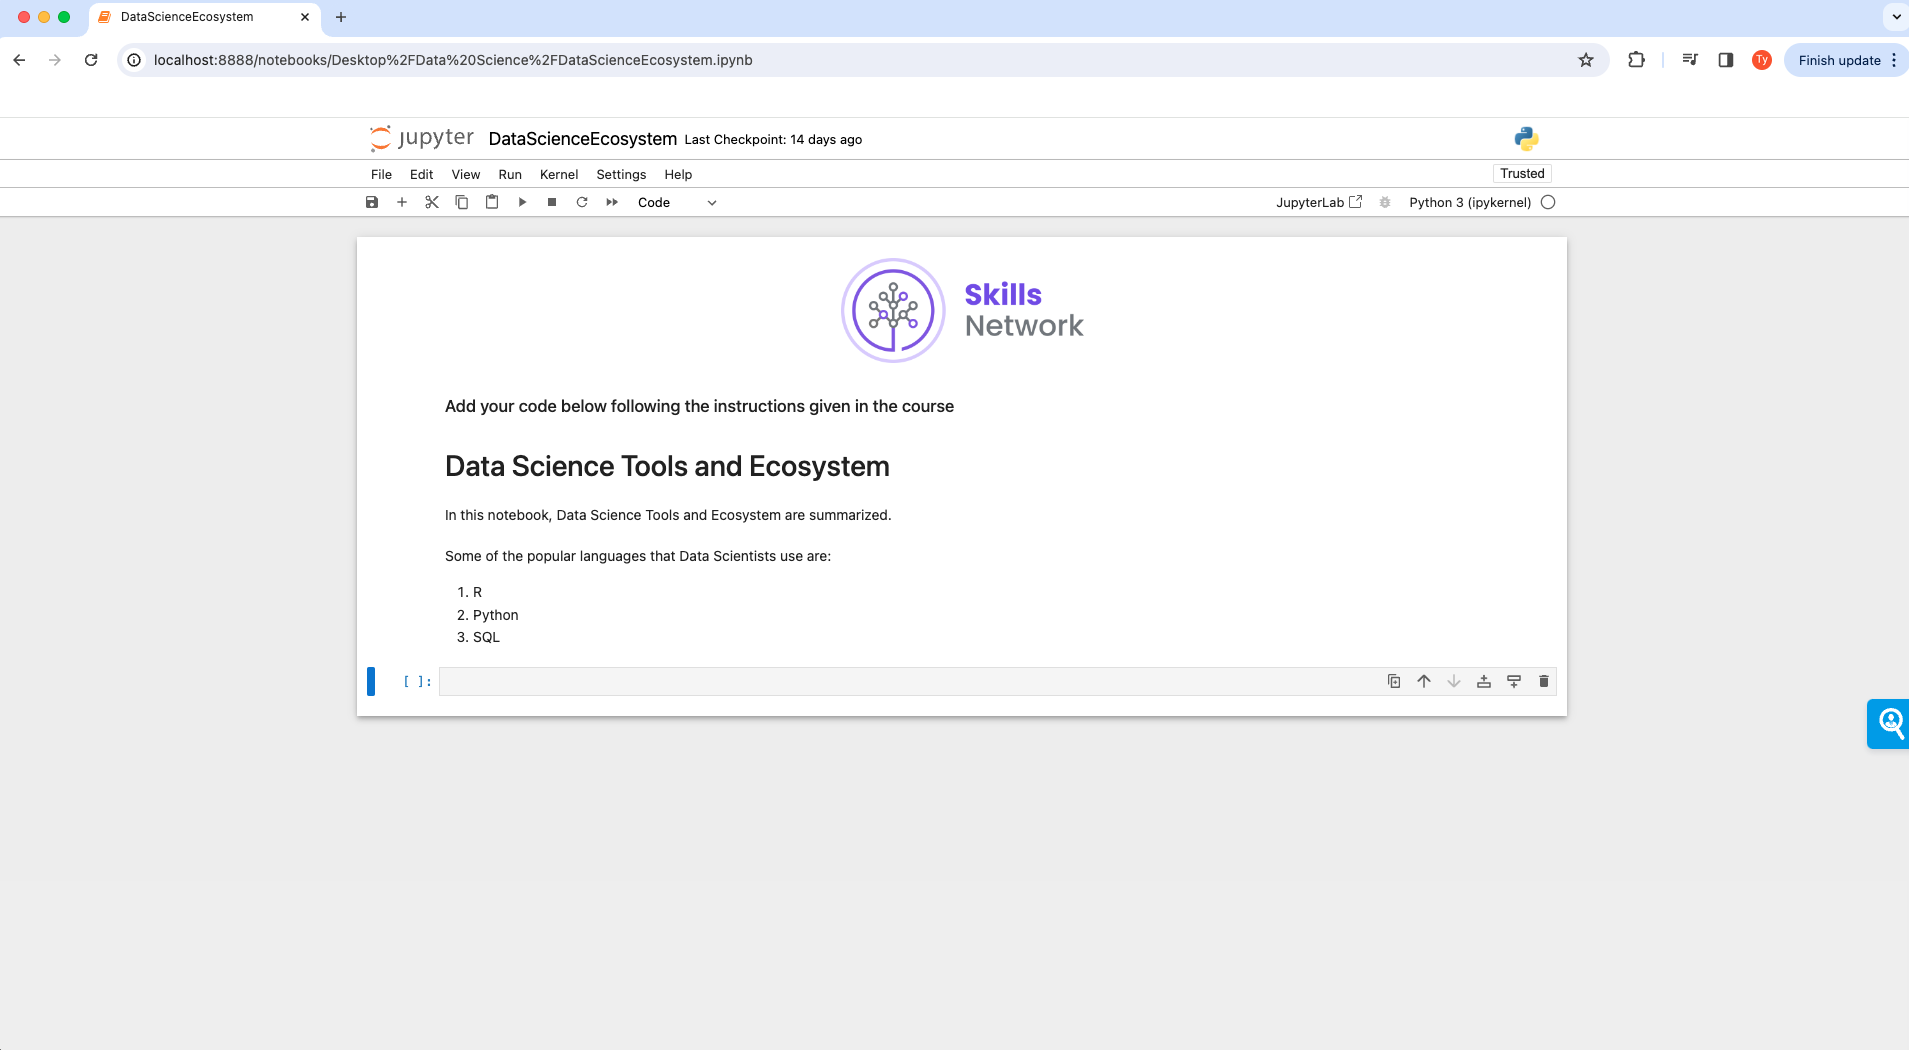 DataScienceEcosystem
localhost:8888/notebooks/Desktop%2FData%20Science%2FDataScienceEcosystem.ipynb
Ty
Finish update
jupyter DataScienceEcosystem Last Checkpoint: 14 days ago
File Edit View Run Kernel Settings Help
Trusted
Code
JupyterLab
Python 3 (ipykernel)
Skills
Network
Add your code below following the instructions given in the course
Data Science Tools and Ecosystem
In this notebook, Data Science Tools and Ecosystem are summarized.
Some of the popular languages that Data Scientists use are:
1. R
2. Python
3. SQL
[ ]: